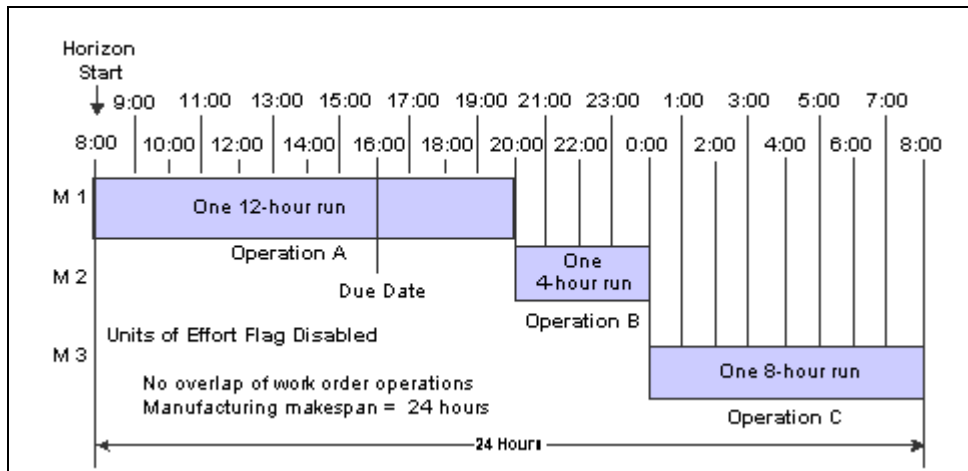 Horizon
Start
9:00 11:00 13:00 15:00 17:00 19:00 21:00 23:00 1:00 3:00 5:00 7:00
8:00 10:00 12:00 14:00 16:00 18:00 20:00 22:00 0:00 2:00 4:00 6:00 8:00
M 1
One 12-hour run
Operation A
M 2
One
4-hour run
Due Date
Operation B
Units of Effort Flag Disabled
M 3
One 8-hour run
No overlap of work order operations
Manufacturing makespan = 24 hours
Operation C
24 Hours